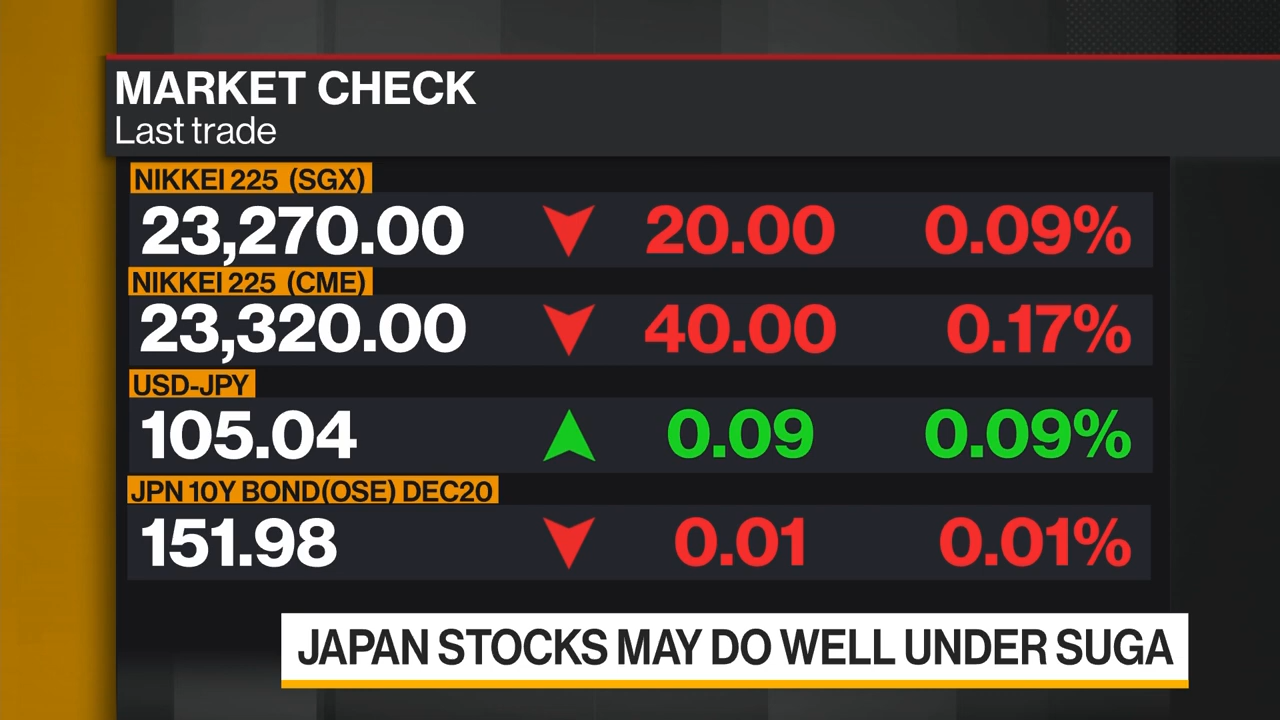 MARKET CHECK
Last trade
NIKKEI 225 (SGX)
23,270.00 20.00 0.09%
NIKKEI 225 (CME)
23,320.00 40.00 0.17%
USD-JPY
105.04 0.09 0.09%
JPN 10Y BOND(OSE) DEC20
151.98 0.01 0.01%
JAPAN STOCKS MAY DO WELL UNDER SUGA